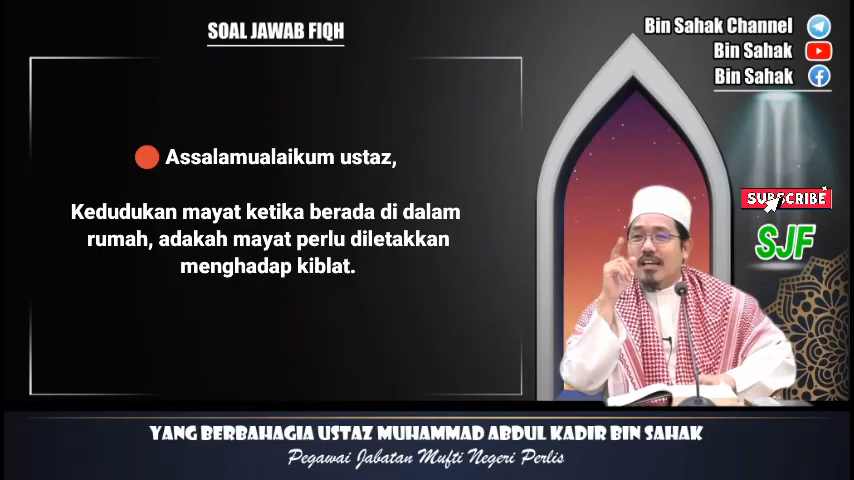 SOAL JAWAB FIQH
Bin Sahak Channel
Bin Sahak
Bin Sahak
Assalamualaikum ustaz,
Kedudukan mayat ketika berada di dalam
rumah, adakah mayat perlu diletakkan
menghadap kiblat.
SUBSCRIBE
SJF
YANG BERBAHAGIA USTAZ MUHAMMAD ABDUL KADIR BIN SAHAK
Pegawai Jabatan Mufti Negeri Perlis